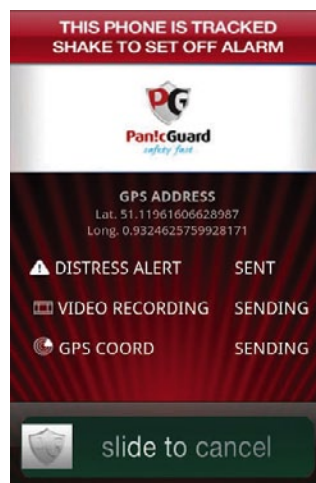 THIS PHONE IS TRACKED
SHAKE TO SET OFF ALARM
PG
Pan!cGuard
safety fast
GPS ADDRESS
Lat. 51.11961606628987
Long. 0.9324625759928171
DISTRESS ALERT SENT
VIDEO RECORDING SENDING
GPS COORD SENDING
slide to cancel